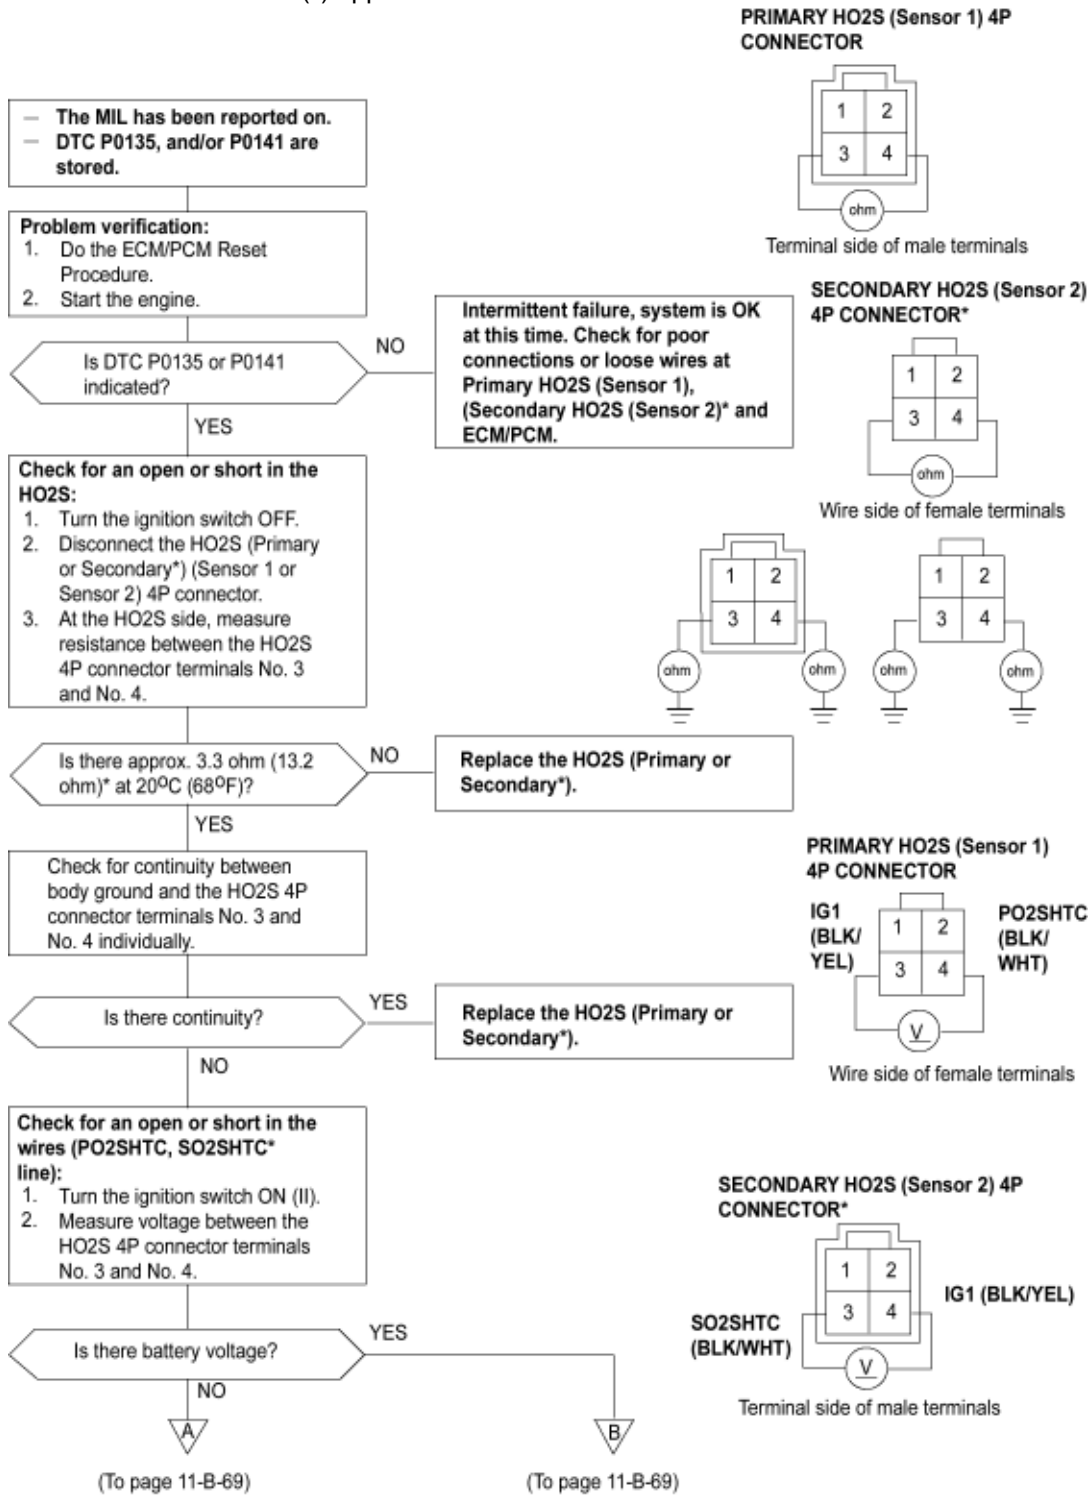 PRIMARY HO2S (Sensor 1) 4P
CONNECTOR
1 2
3 4
ohm
Terminal side of male terminals
— The MIL has been reported on.
— DTC P0135, and/or P0141 are
stored.
Problem verification:
1. Do the ECM/PCM Reset
Procedure.
2. Start the engine.
Is DTC P0135 or P0141
indicated?
NO
YES
Intermittent failure, system is OK
at this time. Check for poor
connections or loose wires at
Primary HO2S (Sensor 1),
(Secondary HO2S (Sensor 2)* and
ECM/PCM.
SECONDARY HO2S (Sensor 2)
4P CONNECTOR*
1 2
3 4
ohm
Wire side of female terminals
Check for an open or short in the
HO2S:
1. Turn the ignition switch OFF.
2. Disconnect the HO2S (Primary
or Secondary*) (Sensor 1 or
Sensor 2) 4P connector.
3. At the HO2S side, measure
resistance between the HO2S
4P connector terminals No. 3
and No. 4.
1 2
3 4
ohm
ohm
1 2
3 4
ohm
ohm
Is there approx. 3.3 ohm (13.2
ohm)* at 20ºC (68ºF)?
NO
YES
Replace the HO2S (Primary or
Secondary*).
Check for continuity between
body ground and the HO2S 4P
connector terminals No. 3 and
No. 4 individually.
PRIMARY HO2S (Sensor 1)
4P CONNECTOR
IG1
(BLK/
YEL)
1 2
3 4
PO2SHTC
(BLK/
WHT)
V
Wire side of female terminals
Is there continuity?
YES
NO
Replace the HO2S (Primary or
Secondary*).
Check for an open or short in the
wires (PO2SHTC, SO2SHTC*
line):
1. Turn the ignition switch ON (II).
2. Measure voltage between the
HO2S 4P connector terminals
No. 3 and No. 4.
SECONDARY HO2S (Sensor 2) 4P
CONNECTOR*
1 2
3 4
IG1 (BLK/YEL)
SO2SHTC
(BLK/WHT)
V
Terminal side of male terminals
Is there battery voltage?
YES
NO
A
B
(To page 11-B-69)
(To page 11-B-69)